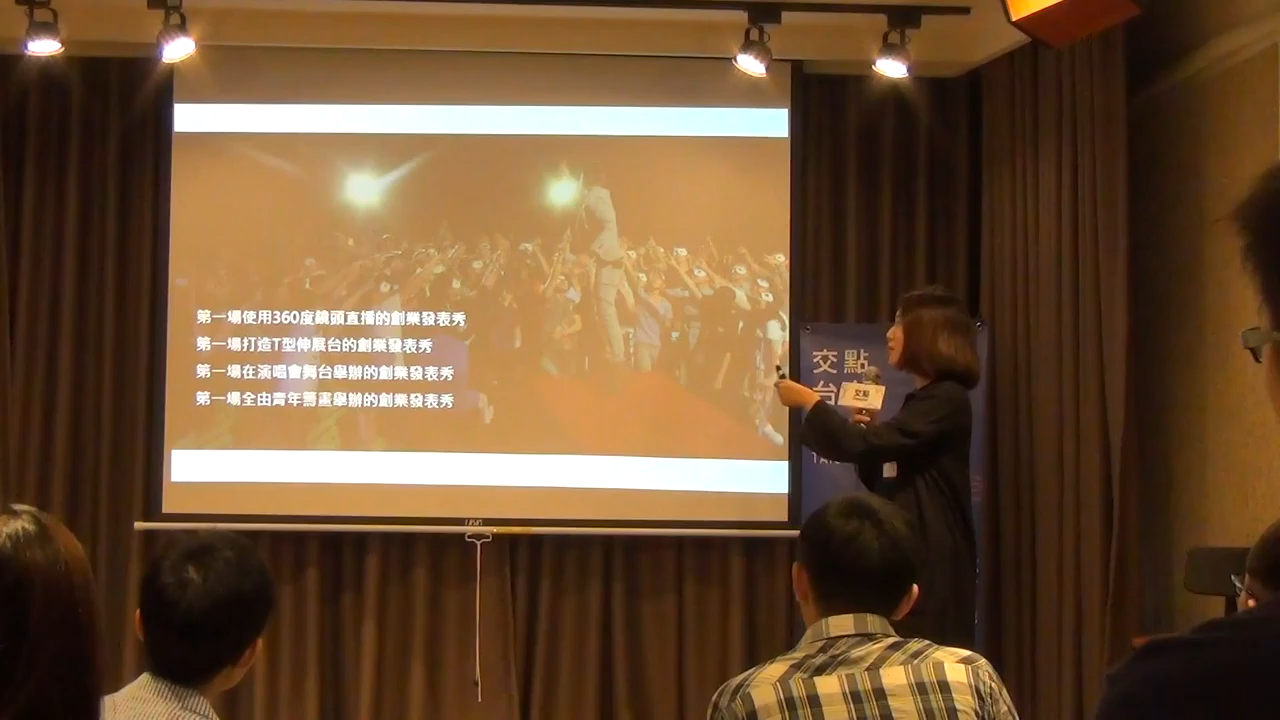 第一場使用360度鏡頭直播的創業發表秀
第一場打造T型伸展台的創業發表秀
第一場在演唱會舞台舉辦的創業發表秀
第一場全由青年籌畫舉辦的創業發表秀
交點
台
交點